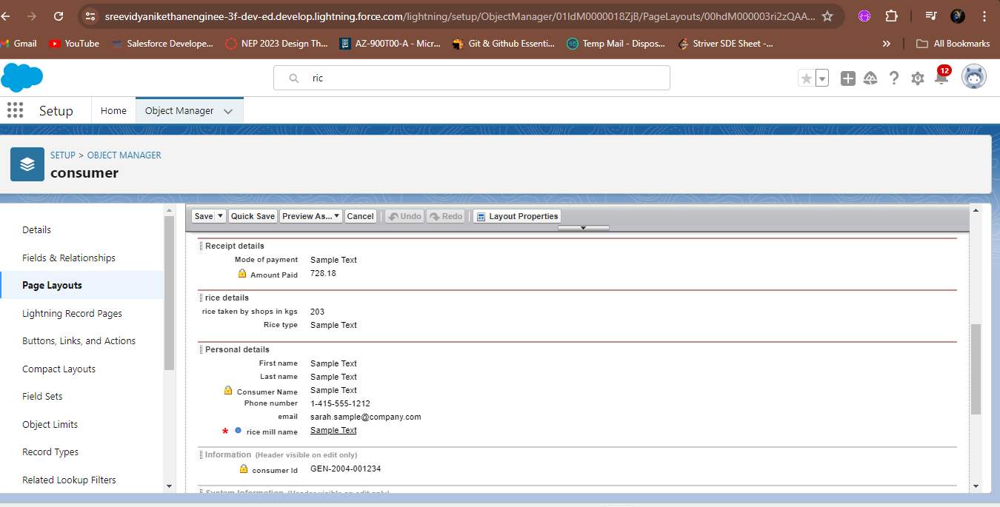 sreevidyanikethanenginee-3f-dev-ed.develop.lightning.force.com/lightning/setup/ObjectManager/01IdM0000018ZjB/PageLayouts/00hdM000003ri2zQAA...
Gmail YouTube Salesforce Develope... NEP 2023 Design Th... AZ-900T00-A - Micr... Git & Github Essenti... Temp Mail - Dispos... Striver SDE Sheet -... » All Bookmarks
ric
12
Setup Home Object Manager
SETUP > OBJECT MANAGER
consumer
Details
Fields & Relationships
Page Layouts
Lightning Record Pages
Buttons, Links, and Actions
Compact Layouts
Field Sets
Object Limits
Record Types
Related Lookup Filters
Save Quick Save Preview As... Cancel Undo Redo Layout Properties
Receipt details
Mode of payment Sample Text
Amount Paid 728.18
rice details
rice taken by shops in kgs 203
Rice type Sample Text
Personal details
First name Sample Text
Last name Sample Text
Consumer Name Sample Text
Phone number 1-415-555-1212
email sarah.sample@company.com
* rice mill name Sample Text
Information (Header visible on edit only)
consumer Id GEN-2004-001234
System Information (Header visible on edit only)